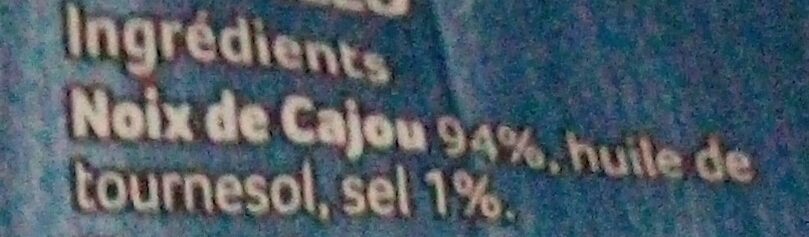 Ingrédients
Noix de Cajou 94%, huile de
tournesol, sel 1%.